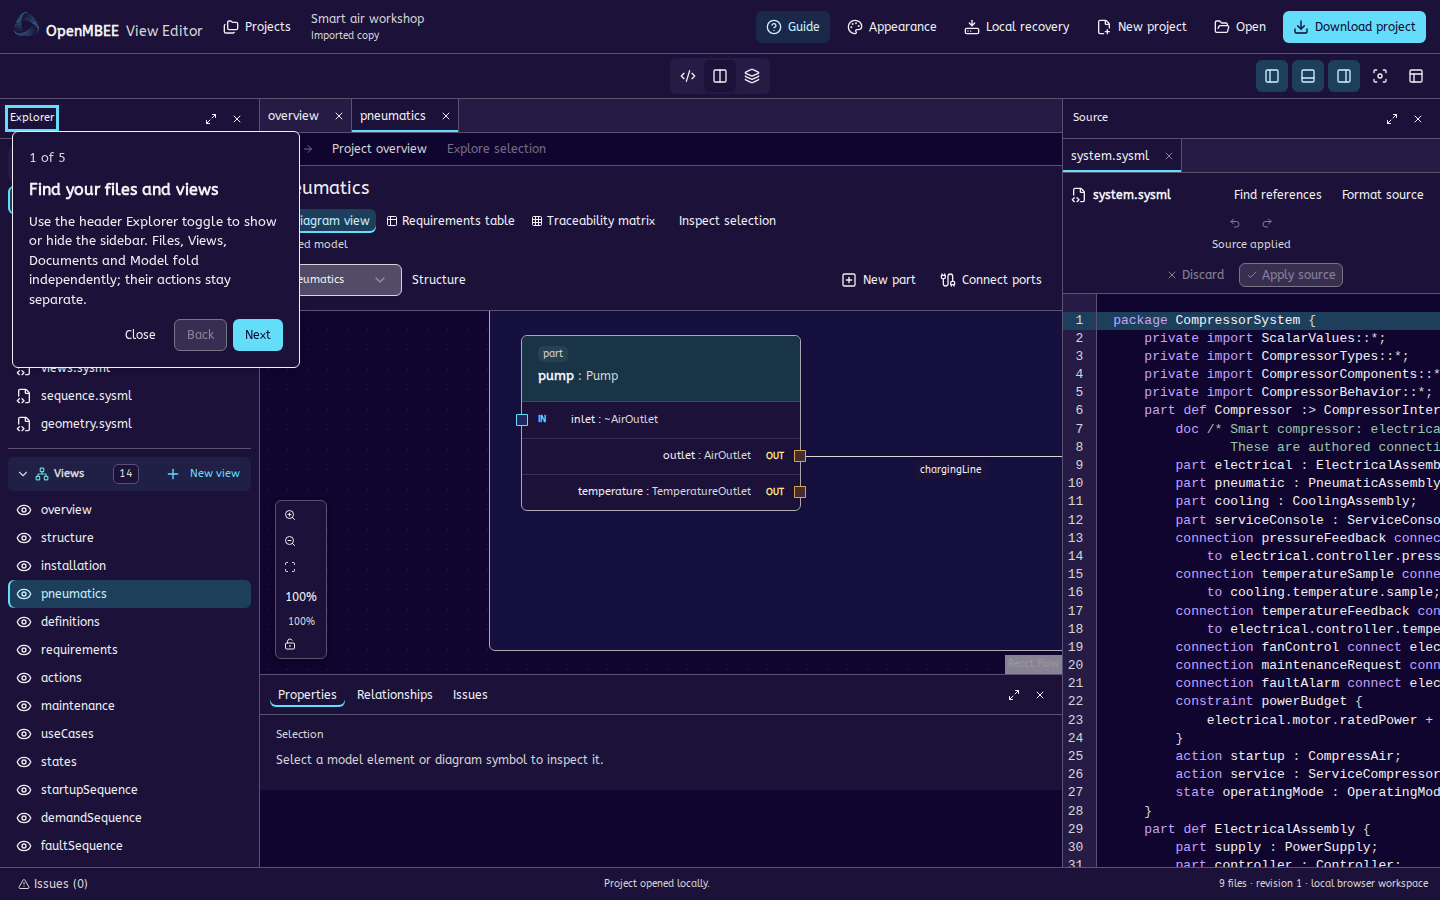 OpenMBEE View Editor
Projects
Smart air workshop
Imported copy
Guide
Appearance
Local recovery
New project
Open
Download project
Explorer
1 of 5
Find your files and views
Use the header Explorer toggle to show
or hide the sidebar. Files, Views,
Documents and Model fold
independently; their actions stay
separate.
Close
Back
Next
views.sysml
sequence.sysml
geometry.sysml
Views
14
New view
overview
structure
installation
pneumatics
definitions
requirements
actions
maintenance
useCases
states
startupSequence
demandSequence
faultSequence
overview
pneumatics
Project overview
Explore selection
eumatics
iagram view
Requirements table
Traceability matrix
Inspect selection
ed model
eumatics
Structure
New part
Connect ports
part
pump : Pump
IN inlet : ~AirOutlet
outlet : AirOutlet OUT
temperature : TemperatureOutlet OUT
chargingLine
100%
100%
React Flow
Properties
Relationships
Issues
Selection
Select a model element or diagram symbol to inspect it.
Source
system.sysml
system.sysml
Find references
Format source
Source applied
Discard
Apply source
1 package CompressorSystem {
2 private import ScalarValues::*;
3 private import CompressorTypes::*;
4 private import CompressorComponents::*
5 private import CompressorBehavior::*;
6 part def Compressor :> CompressorInter
7 doc /* Smart compressor: electrica
8 These are authored connecti
9 part electrical : ElectricalAssemb
10 part pneumatic : PneumaticAssembly
11 part cooling : CoolingAssembly;
12 part serviceConsole : ServiceConso
13 connection pressureFeedback connec
14 to electrical.controller.press
15 connection temperatureSample conne
16 to cooling.temperature.sample;
17 connection temperatureFeedback con
18 to electrical.controller.tempe
19 connection fanControl connect elec
20 connection maintenanceRequest conn
21 connection faultAlarm connect elec
22 constraint powerBudget {
23 electrical.motor.ratedPower +
24 }
25 action startup : CompressAir;
26 action service : ServiceCompressor
27 state operatingMode : OperatingMod
28 }
29 part def ElectricalAssembly {
30 part supply : PowerSupply;
31 part controller : Controller;
Issues (0)
Project opened locally.
9 files · revision 1 · local browser workspace